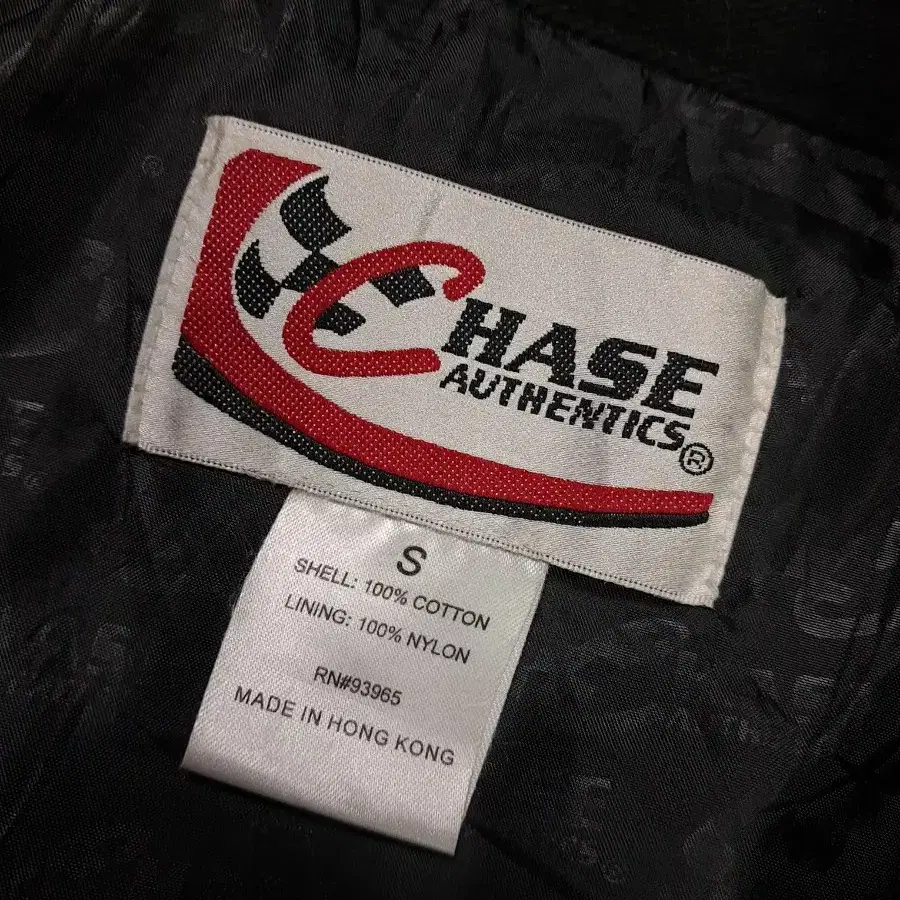 CHASE
AUTHENTICS®
S
SHELL: 100% COTTON
LINING: 100% NYLON
RN#93965
MADE IN HONG KONG